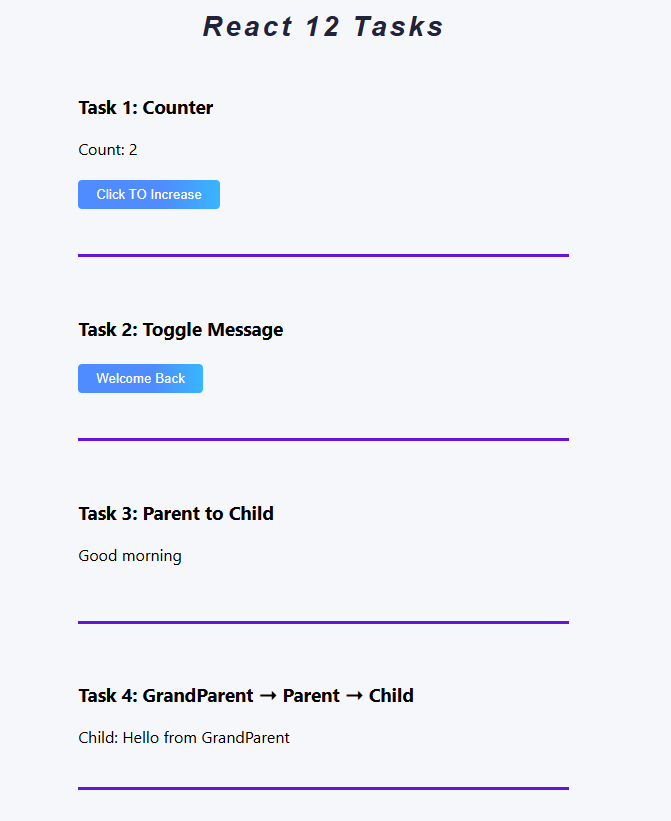 React 12 Tasks
Task 1: Counter
Count: 2
Click TO Increase
Task 2: Toggle Message
Welcome Back
Task 3: Parent to Child
Good morning
Task 4: GrandParent → Parent → Child
Child: Hello from GrandParent